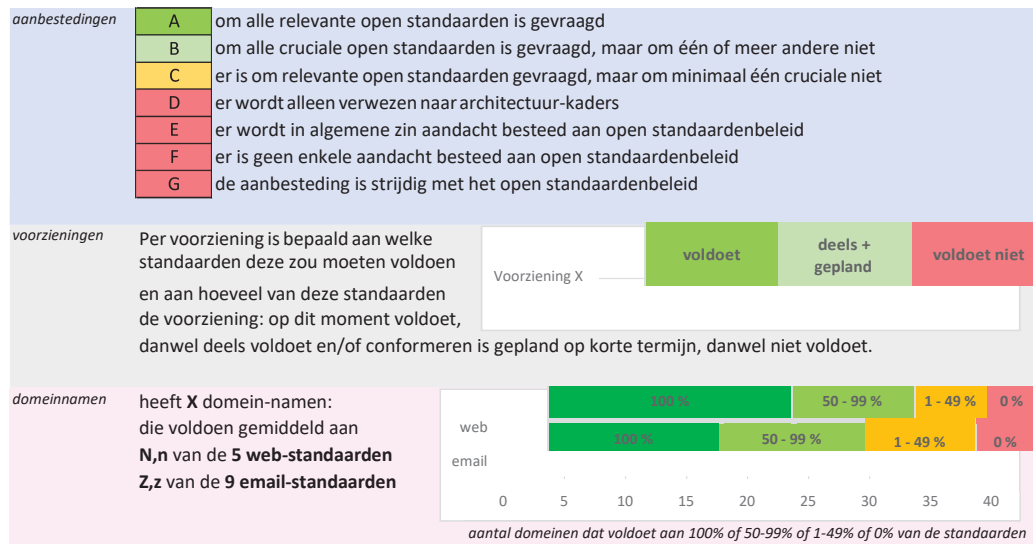 aanbestedingen
A om alle relevante open standaarden is gevraagd
B om alle cruciale open standaarden is gevraagd, maar om één of meer andere niet
C er is om relevante open standaarden gevraagd, maar om minimaal één cruciale niet
D er wordt alleen verwezen naar architectuur-kaders
E er wordt in algemene zin aandacht besteed aan open standaardenbeleid
F er is geen enkele aandacht besteed aan open standaardenbeleid
G de aanbesteding is strijdig met het open standaardenbeleid
voorzieningen
Per voorziening is bepaald aan welke
standaarden deze zou moeten voldoen
en aan hoeveel van deze standaarden
de voorziening: op dit moment voldoet,
danwel deels voldoet en/of conformeren is gepland op korte termijn, danwel niet voldoet.
Voorziening X
voldoet
deels +
gepland
voldoet niet
domeinnamen
heeft X domein-namen:
die voldoen gemiddeld aan
N,n van de 5 web-standaarden
Z,z van de 9 email-standaarden
web 100 % 50 - 99 % 1 - 49 % 0 %
email 100 % 50 - 99 % 1 - 49 % 0 %
0 5 10 15 20 25 30 35 40
aantal domeinen dat voldoet aan 100% of 50-99% of 1-49% of 0% van de standaarden